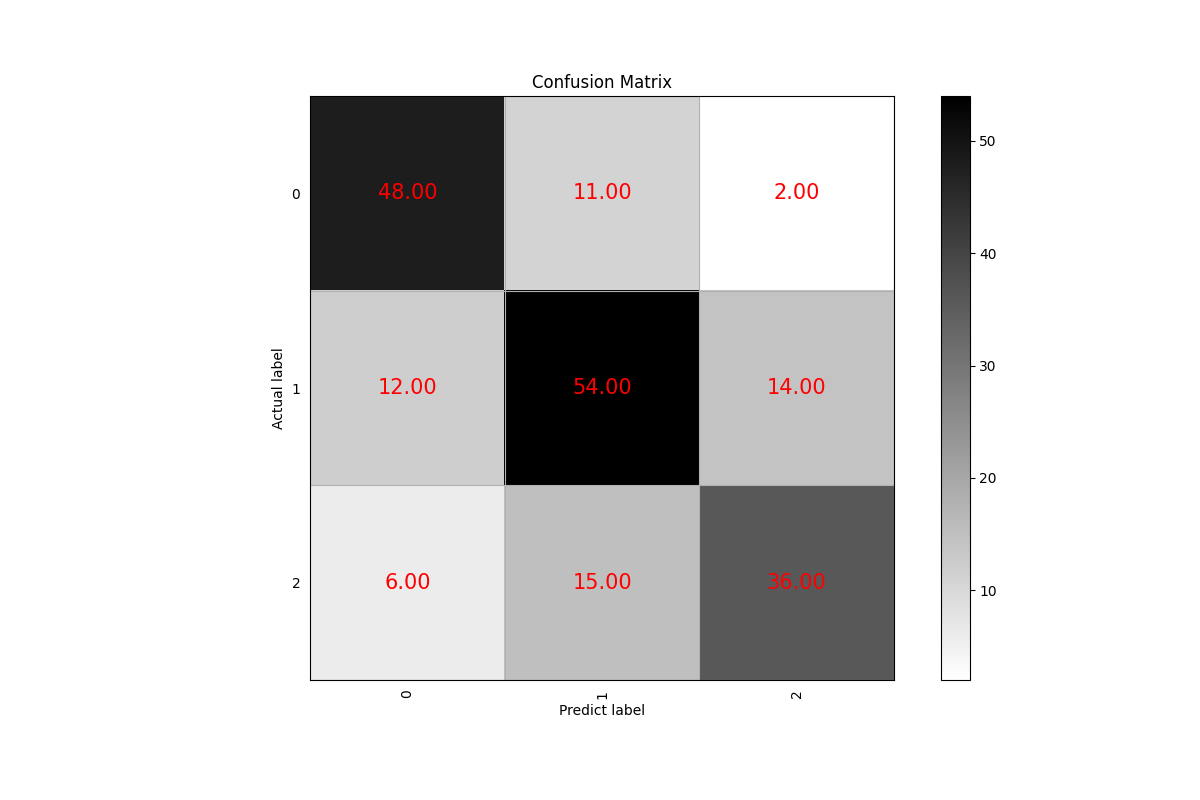 Confusion Matrix
0 48.00 11.00 2.00
1 12.00 54.00 14.00
2 6.00 15.00 36.00
0 1 2
Predict label
Actual label
50
40
30
20
10